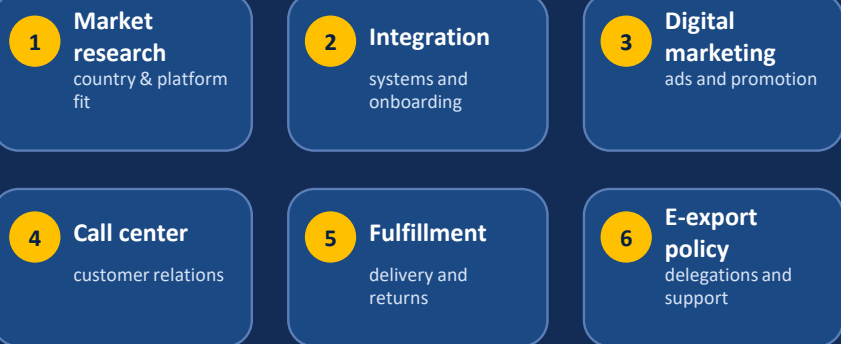 1
Market
research
country & platform
fit
2
Integration
systems and
onboarding
3
Digital
marketing
ads and promotion
4
Call center
customer relations
5
Fulfillment
delivery and
returns
6
E-export
policy
delegations and
support